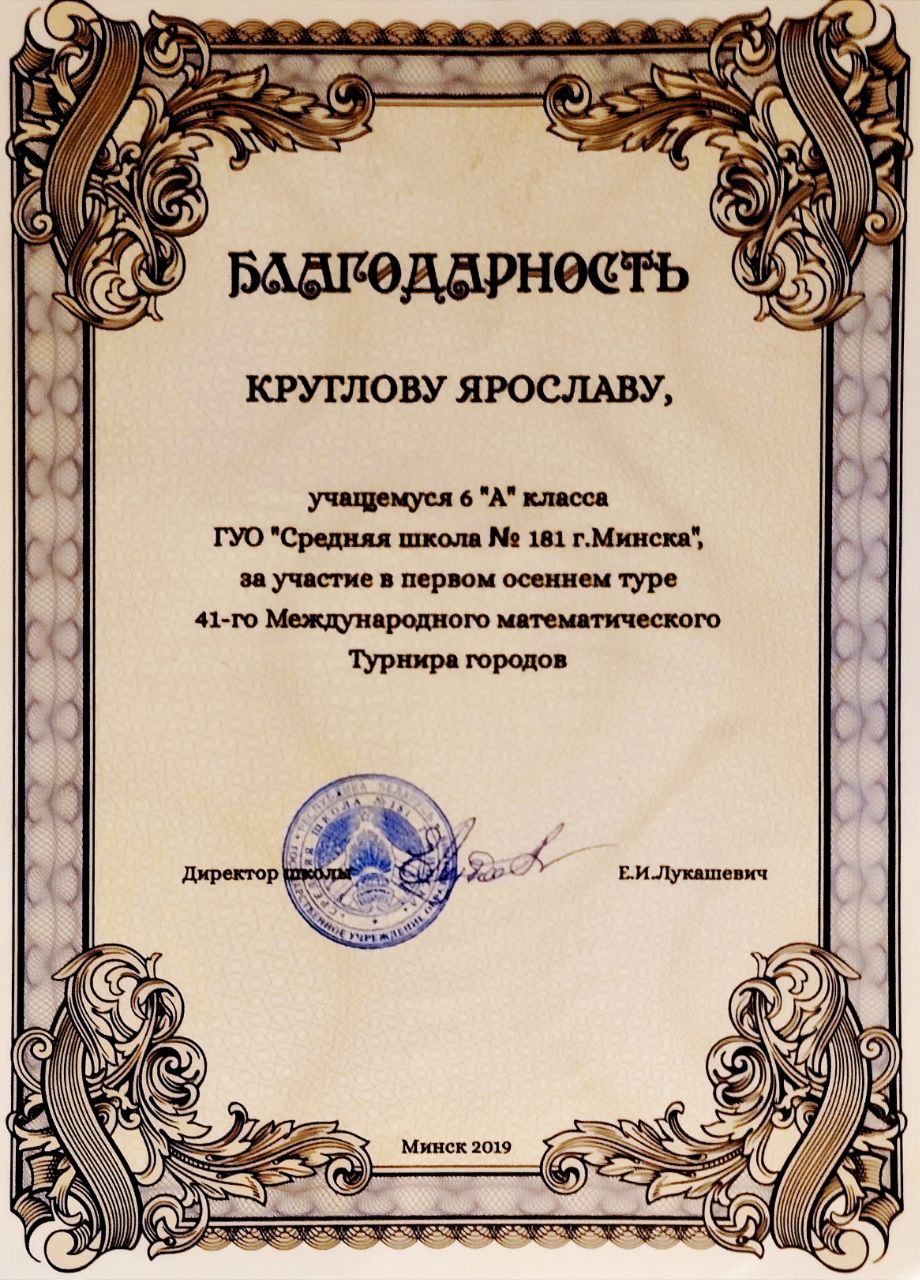 БЛАГОДАРНОСТЬ
КРУГЛОВУ ЯРОСЛАВУ,
учащемуся 6 "А" класса
ГУО "Средняя школа № 181 г.Минска",
за участие в первом осеннем туре
41-го Международного математического
Турнира городов
Директор школы Е.И.Лукашевич
Минск 2019